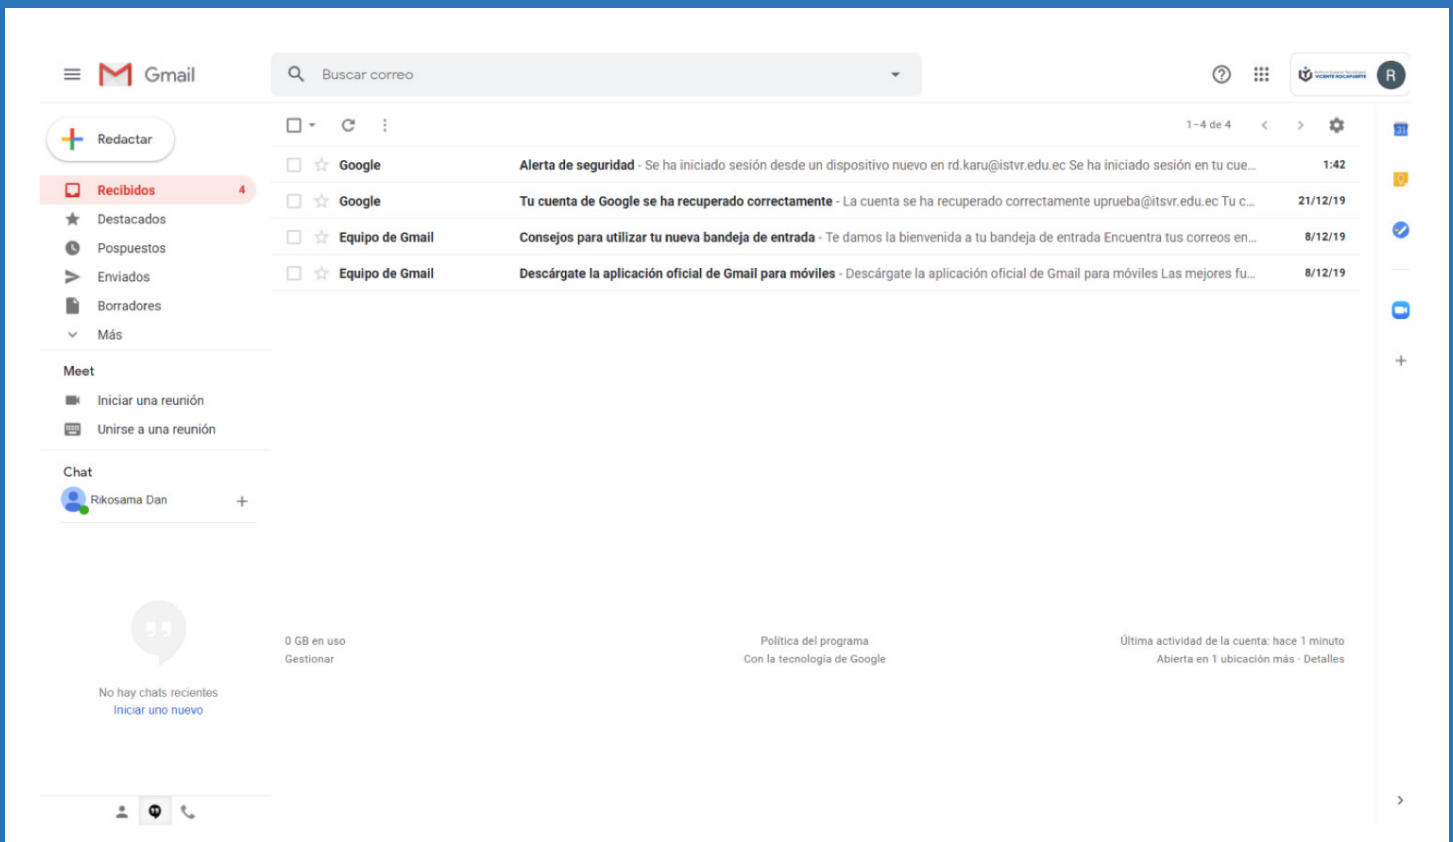 Gmail
Buscar correo
R
VICENTE ROCAFUERTE
Redactar
1–4 de 4
31
Google Alerta de seguridad - Se ha iniciado sesión desde un dispositivo nuevo en rd.karu@istvr.edu.ec Se ha iniciado sesión en tu cue... 1:42
Recibidos 4
Google Tu cuenta de Google se ha recuperado correctamente - La cuenta se ha recuperado correctamente uprueba@itsvr.edu.ec Tu c... 21/12/19
Destacados
Equipo de Gmail Consejos para utilizar tu nueva bandeja de entrada - Te damos la bienvenida a tu bandeja de entrada Encuentra tus correos en... 8/12/19
Pospuestos
Equipo de Gmail Descárgate la aplicación oficial de Gmail para móviles - Descárgate la aplicación oficial de Gmail para móviles Las mejores fu... 8/12/19
Enviados
Borradores
Más
Meet
Iniciar una reunión
Unirse a una reunión
Chat
Rikosama Dan
No hay chats recientes
Iniciar uno nuevo
0 GB en uso
Gestionar
Política del programa
Con la tecnología de Google
Última actividad de la cuenta: hace 1 minuto
Abierta en 1 ubicación más · Detalles